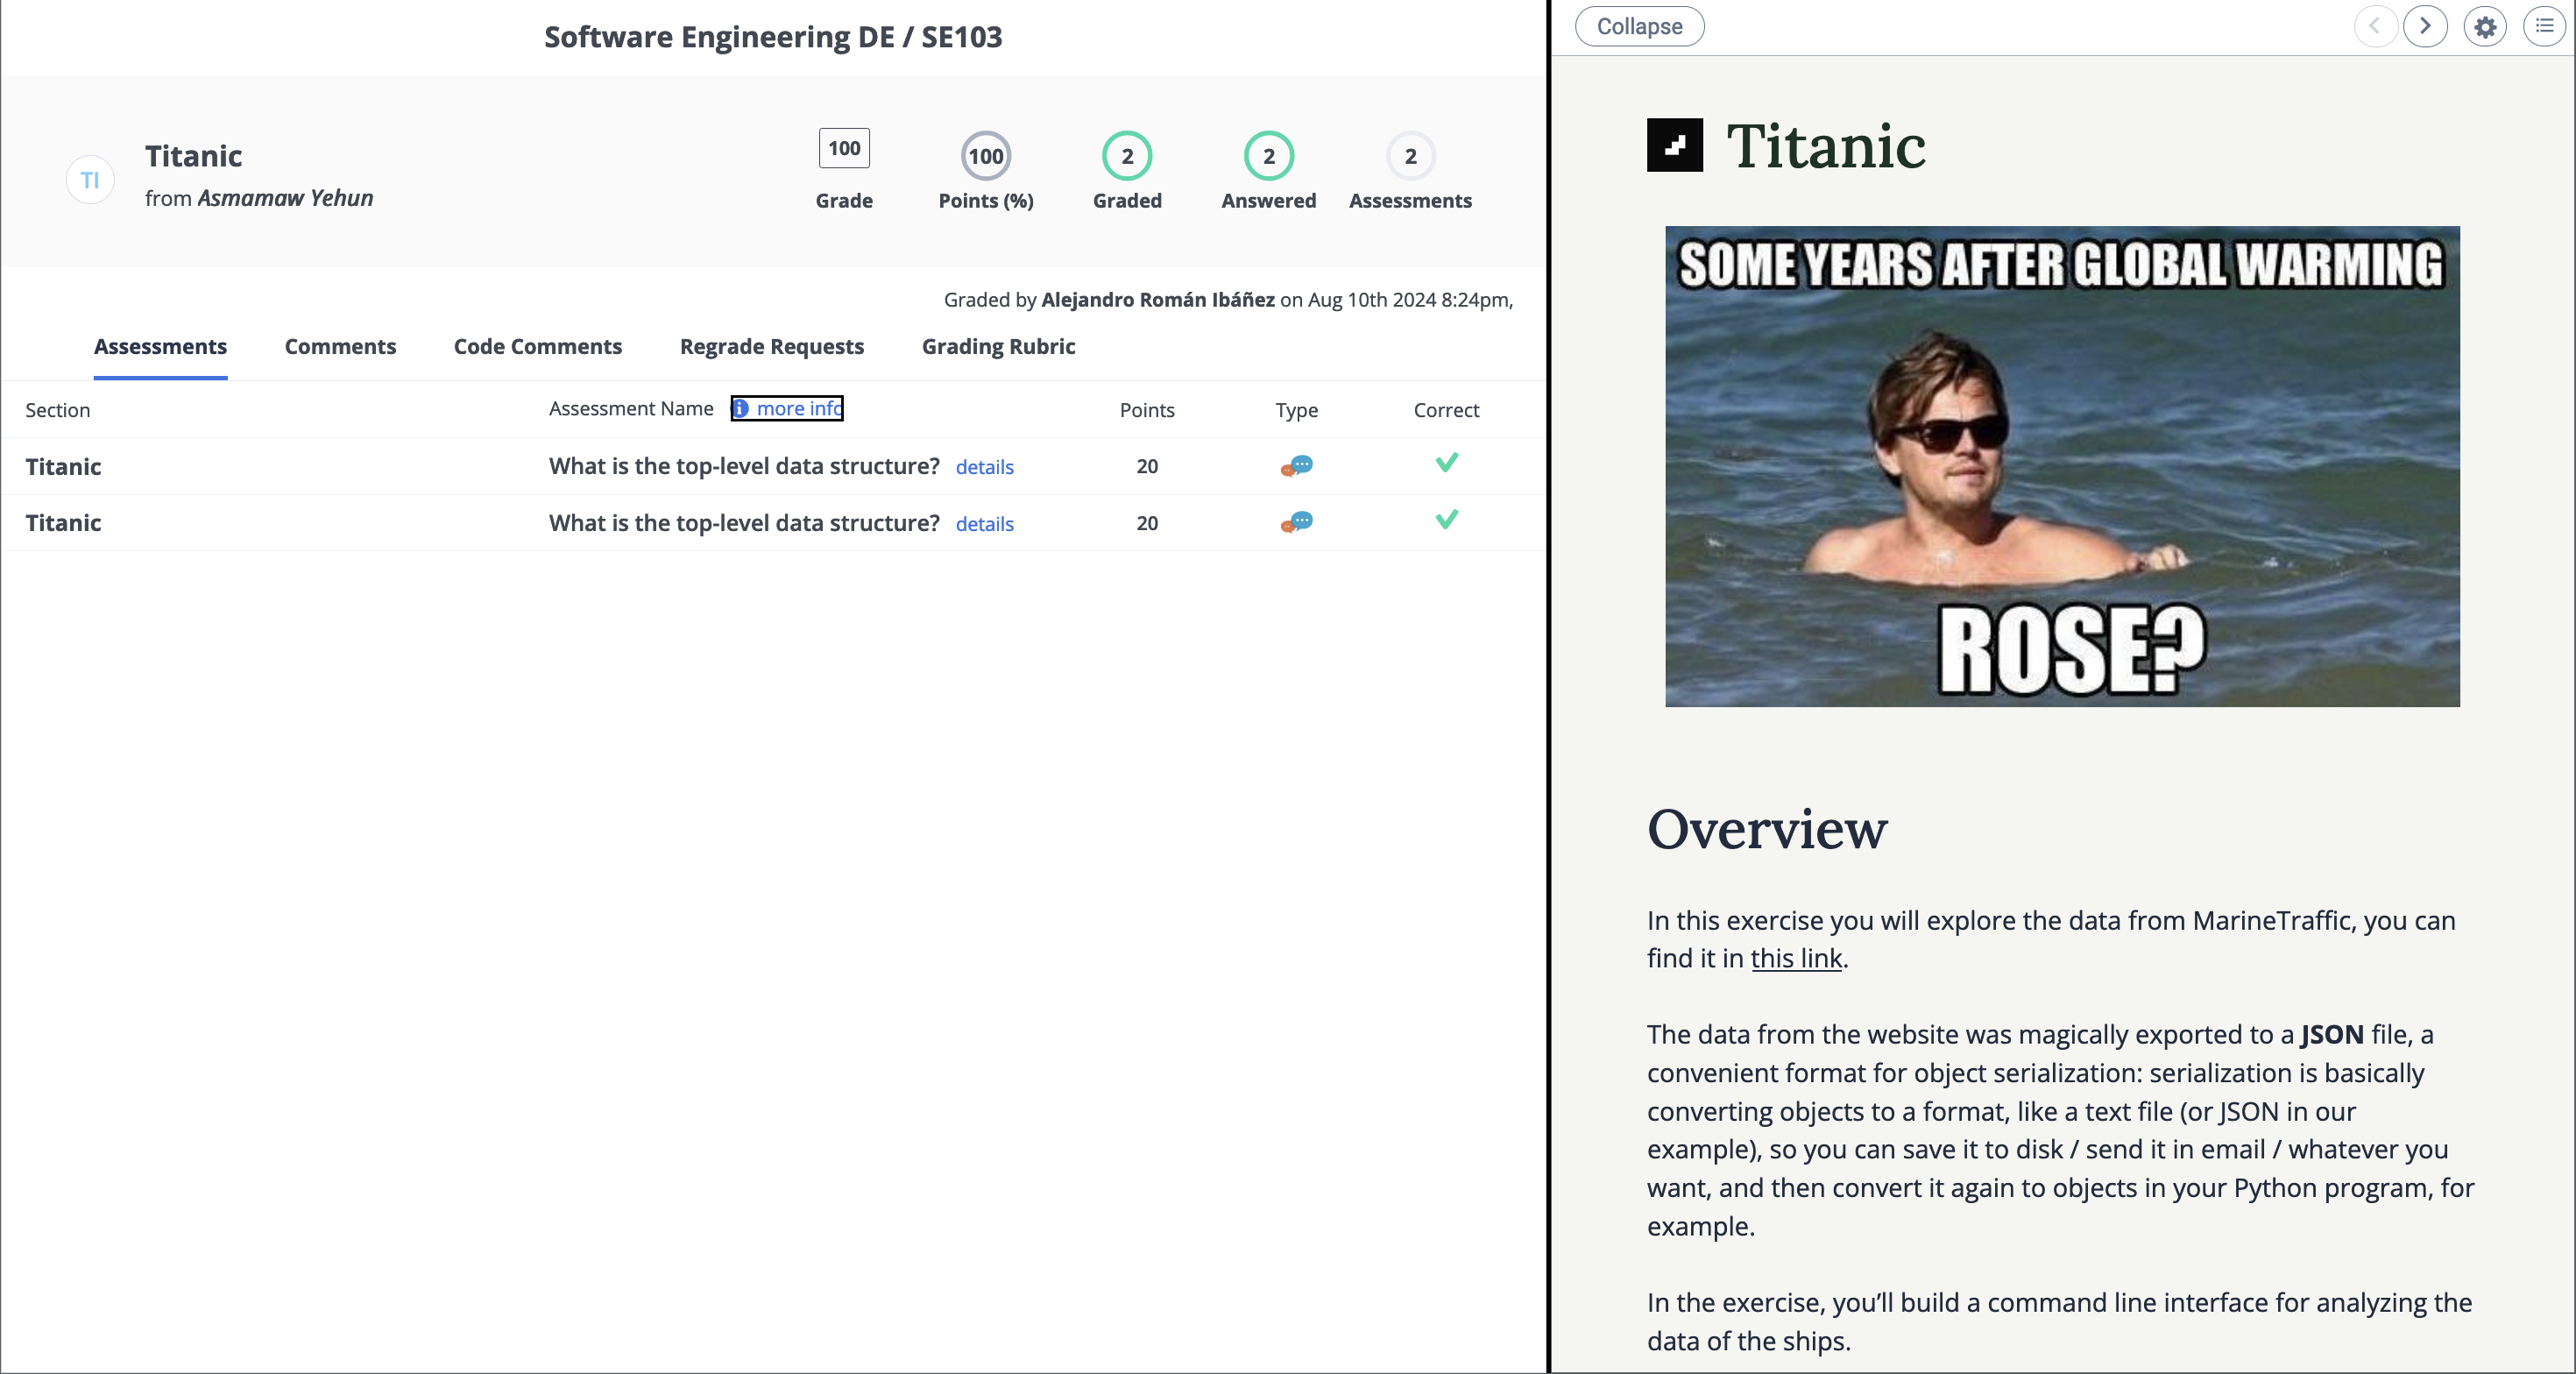 Software Engineering DE / SE103
TI
Titanic
from Asmamaw Yehun
100
Grade
100
Points (%)
2
Graded
2
Answered
2
Assessments
Graded by Alejandro Román Ibáñez on Aug 10th 2024 8:24pm,
Assessments Comments Code Comments Regrade Requests Grading Rubric
Section Assessment Name more info Points Type Correct
Titanic What is the top-level data structure? details 20
Titanic What is the top-level data structure? details 20
Collapse
Titanic
SOME YEARS AFTER GLOBAL WARMING
ROSE?
Overview
In this exercise you will explore the data from MarineTraffic, you can
find it in this link.
The data from the website was magically exported to a JSON file, a
convenient format for object serialization: serialization is basically
converting objects to a format, like a text file (or JSON in our
example), so you can save it to disk / send it in email / whatever you
want, and then convert it again to objects in your Python program, for
example.
In the exercise, you’ll build a command line interface for analyzing the
data of the ships.